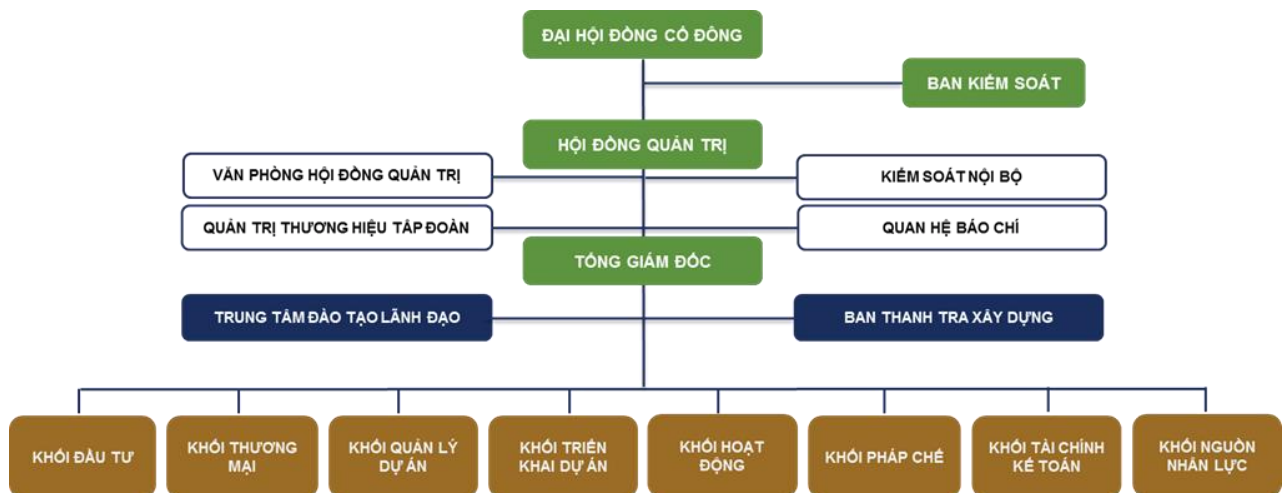 ĐẠI HỘI ĐỒNG CỔ ĐÔNG
BAN KIỂM SOÁT
HỘI ĐỒNG QUẢN TRỊ
VĂN PHÒNG HỘI ĐỒNG QUẢN TRỊ
KIỂM SOÁT NỘI BỘ
QUẢN TRỊ THƯƠNG HIỆU TẬP ĐOÀN
QUAN HỆ BÁO CHÍ
TỔNG GIÁM ĐỐC
TRUNG TÂM ĐÀO TẠO LÃNH ĐẠO
BAN THANH TRA XÂY DỰNG
KHỐI ĐẦU TƯ
KHỐI THƯƠNG
MẠI
KHỐI QUẢN LÝ
DỰ ÁN
KHỐI TRIỂN
KHAI DỰ ÁN
KHỐI HOẠT
ĐỘNG
KHỐI PHÁP CHẾ
KHỐI TÀI CHÍNH
KẾ TOÁN
KHỐI NGUỒN
NHÂN LỰC